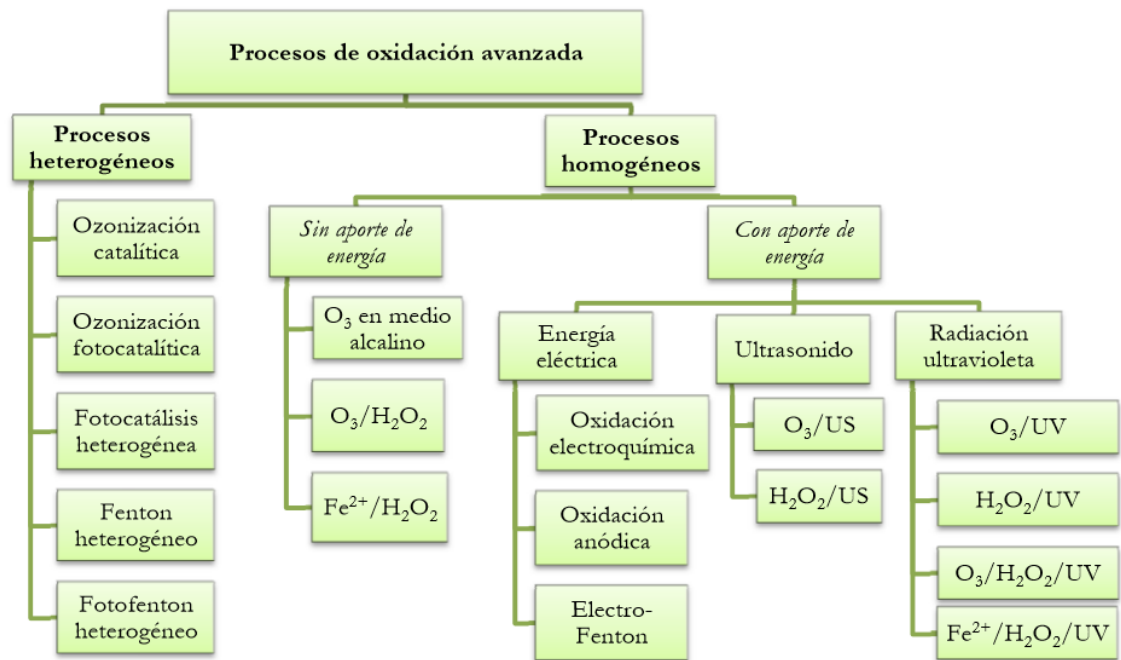 Procesos de oxidación avanzada
Procesos
heterogéneos
Ozonización
catalítica
Ozonización
fotocatalítica
Fotocatálisis
heterogénea
Fenton
heterogéneo
Fotofenton
heterogéneo
Procesos
homogéneos
Sin aporte de
energía
O₃ en medio
alcalino
O₃/H₂O₂
Fe²⁺/H₂O₂
Con aporte de
energía
Energía
eléctrica
Oxidación
electroquímica
Oxidación
anódica
Electro-
Fenton
Ultrasonido
O₃/US
H₂O₂/US
Radiación
ultravioleta
O₃/UV
H₂O₂/UV
O₃/H₂O₂/UV
Fe²⁺/H₂O₂/UV